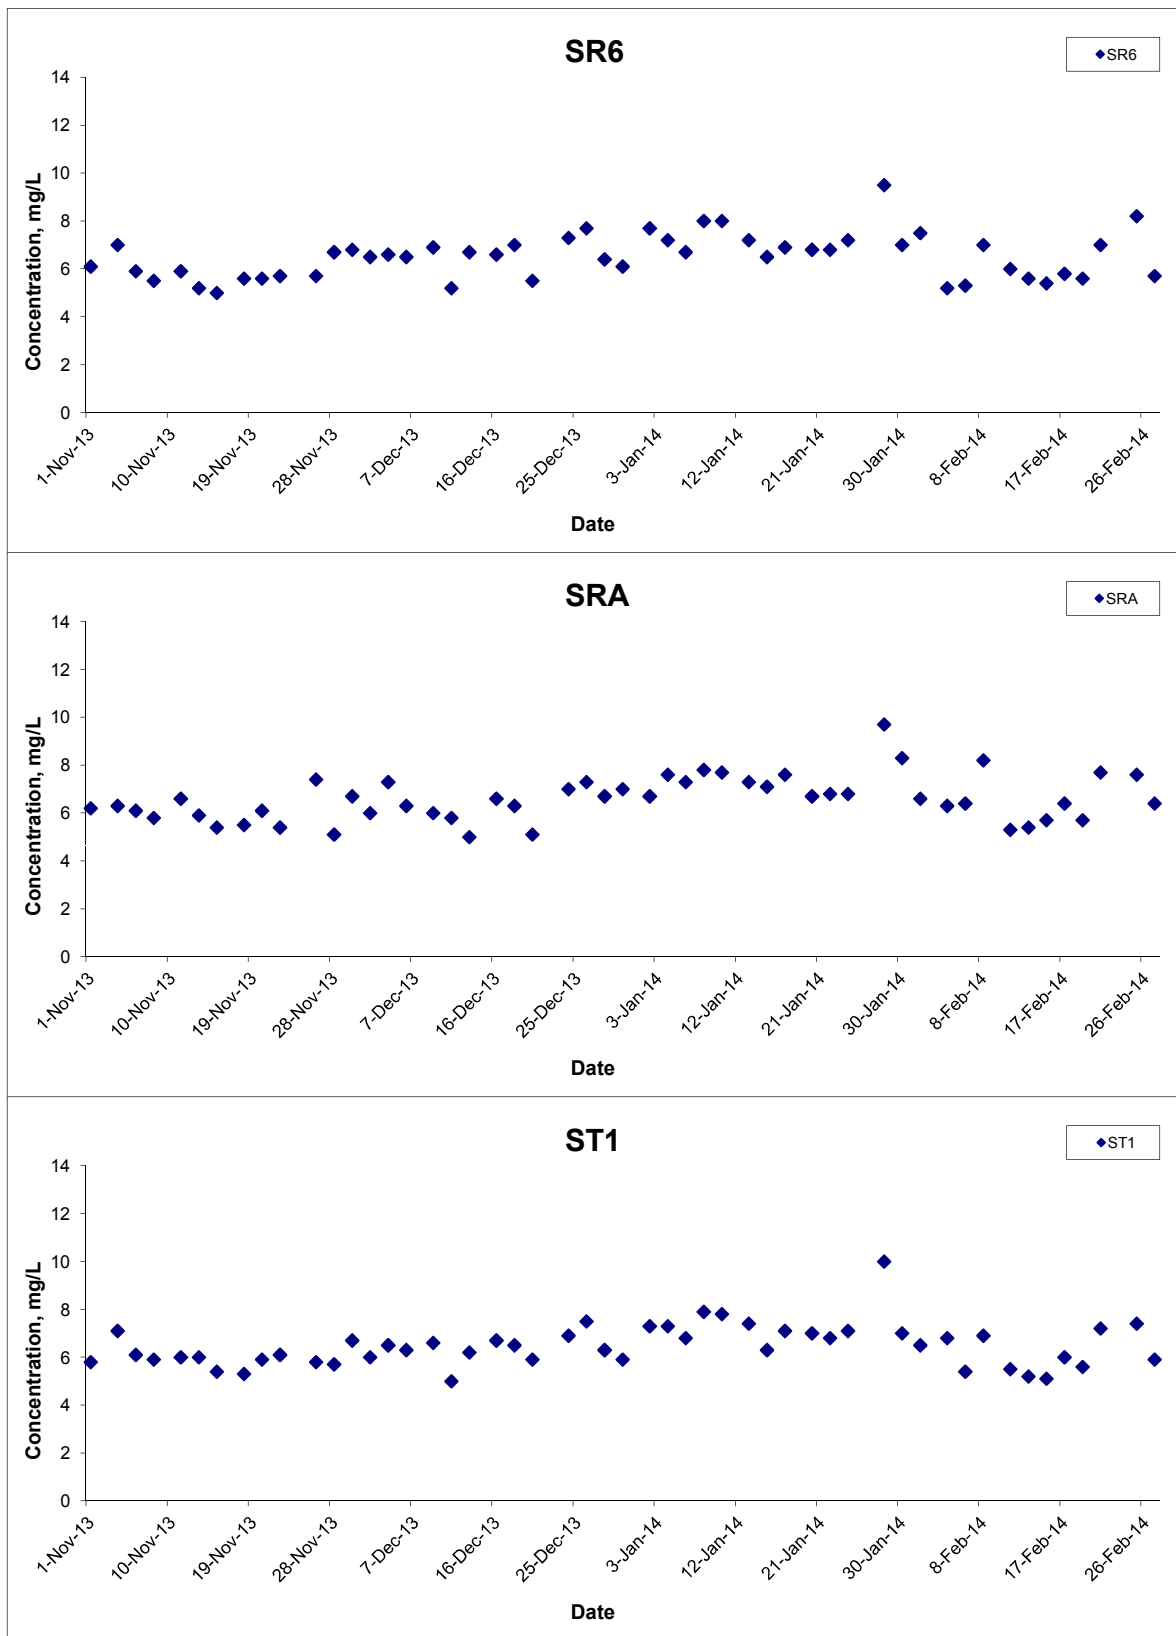 SR6
SR6
14
12
10
8
6
4
2
0
Concentration, mg/L
1-Nov-13
10-Nov-13
19-Nov-13
28-Nov-13
7-Dec-13
16-Dec-13
25-Dec-13
3-Jan-14
12-Jan-14
21-Jan-14
30-Jan-14
8-Feb-14
17-Feb-14
26-Feb-14
Date
SRA
SRA
14
12
10
8
6
4
2
0
Concentration, mg/L
1-Nov-13
10-Nov-13
19-Nov-13
28-Nov-13
7-Dec-13
16-Dec-13
25-Dec-13
3-Jan-14
12-Jan-14
21-Jan-14
30-Jan-14
8-Feb-14
17-Feb-14
26-Feb-14
Date
ST1
ST1
14
12
10
8
6
4
2
0
Concentration, mg/L
1-Nov-13
10-Nov-13
19-Nov-13
28-Nov-13
7-Dec-13
16-Dec-13
25-Dec-13
3-Jan-14
12-Jan-14
21-Jan-14
30-Jan-14
8-Feb-14
17-Feb-14
26-Feb-14
Date